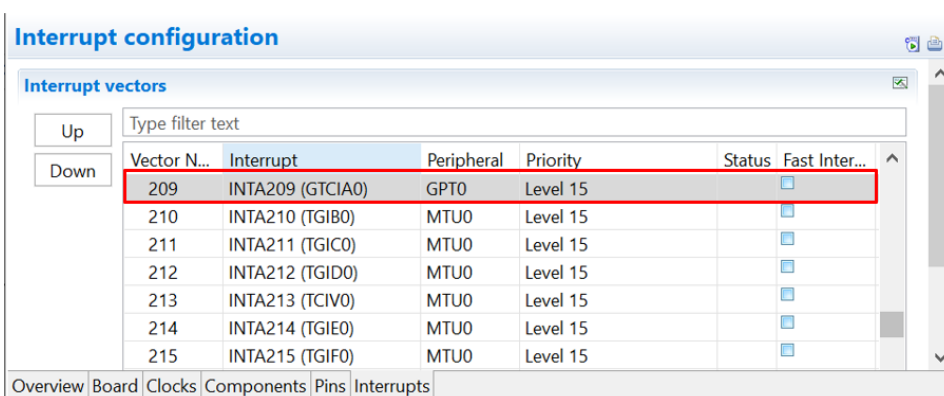 Interrupt configuration
Interrupt vectors
Up
Down
Type filter text
Vector N... Interrupt Peripheral Priority Status Fast Inter...
209 INTA209 (GTCIA0) GPT0 Level 15
210 INTA210 (TGIB0) MTU0 Level 15
211 INTA211 (TGIC0) MTU0 Level 15
212 INTA212 (TGID0) MTU0 Level 15
213 INTA213 (TCIV0) MTU0 Level 15
214 INTA214 (TGIE0) MTU0 Level 15
215 INTA215 (TGIF0) MTU0 Level 15
Overview Board Clocks Components Pins Interrupts